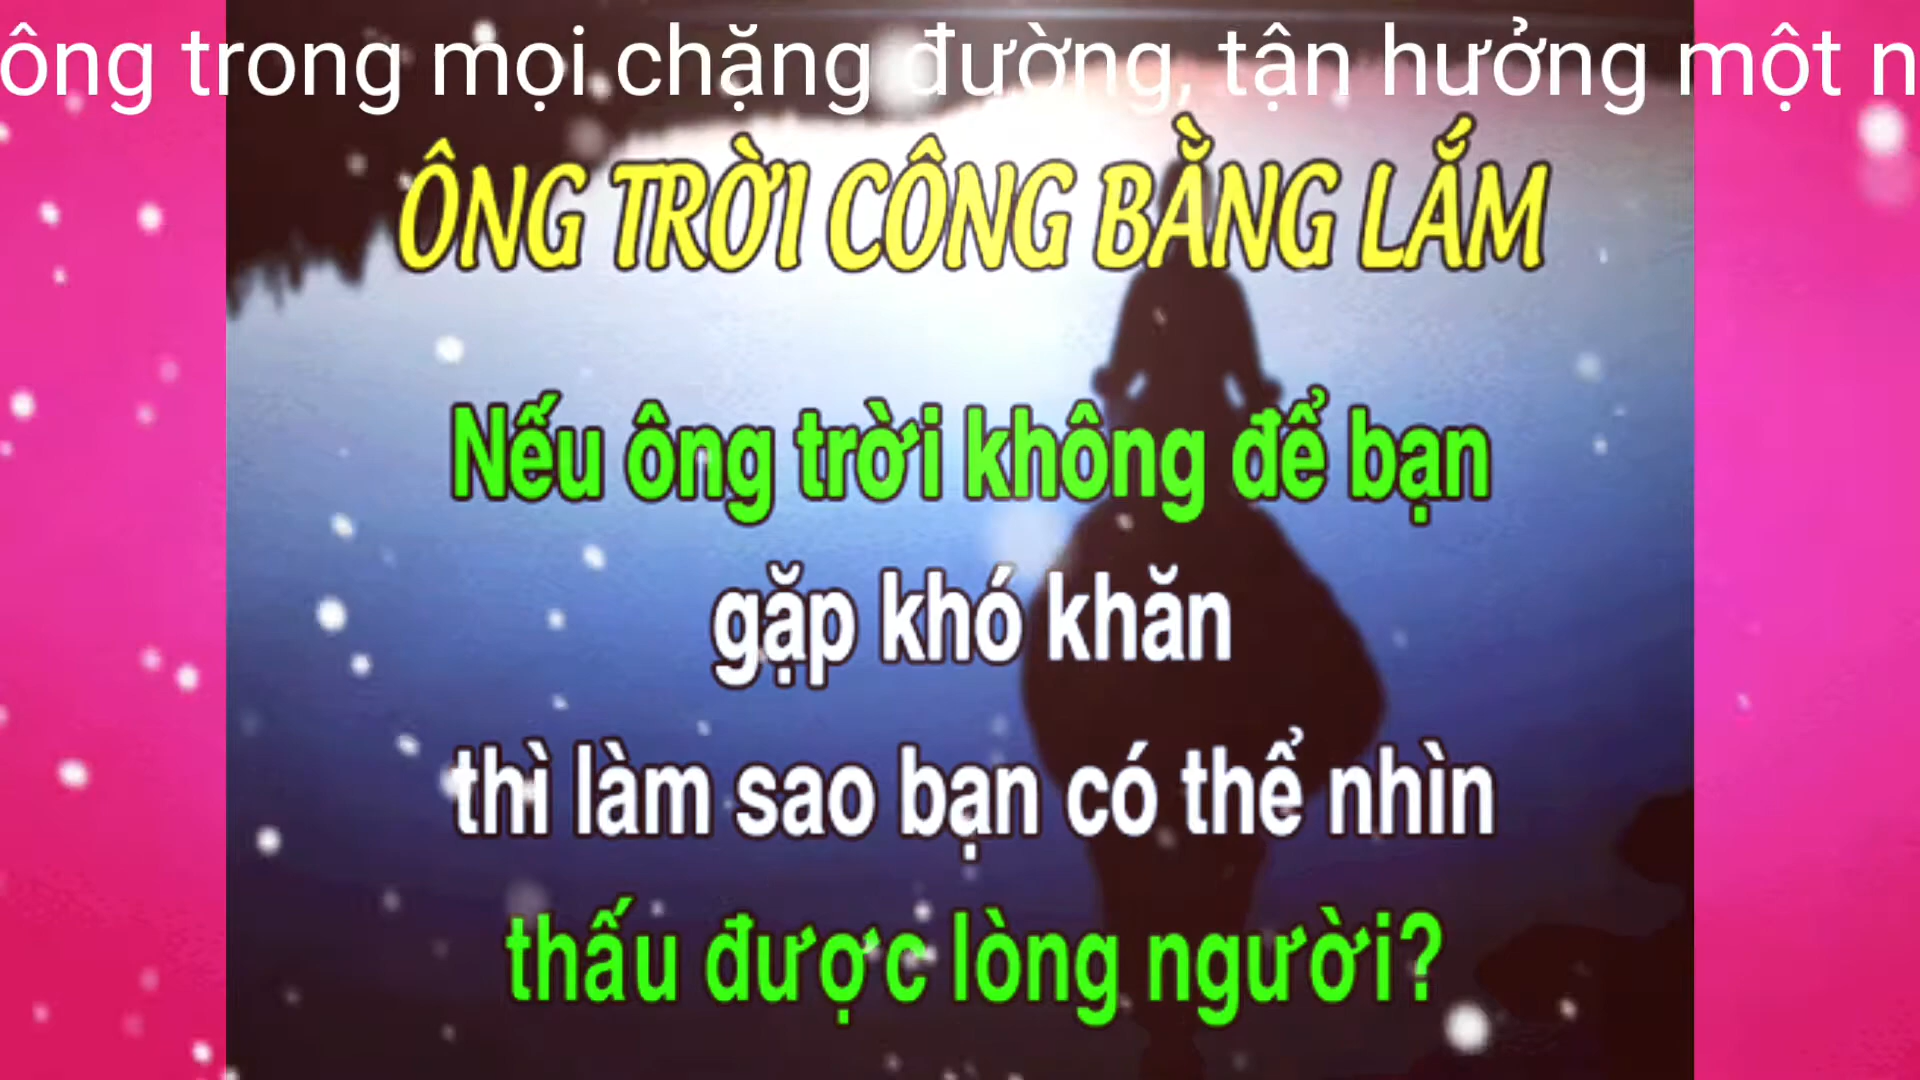 ông trong mọi chặng đường, tận hưởng một n
ÔNG TRỜI CÔNG BẰNG LẮM
Nếu ông trời không để bạn
gặp khó khăn
thì làm sao bạn có thể nhìn
thấu được lòng người?